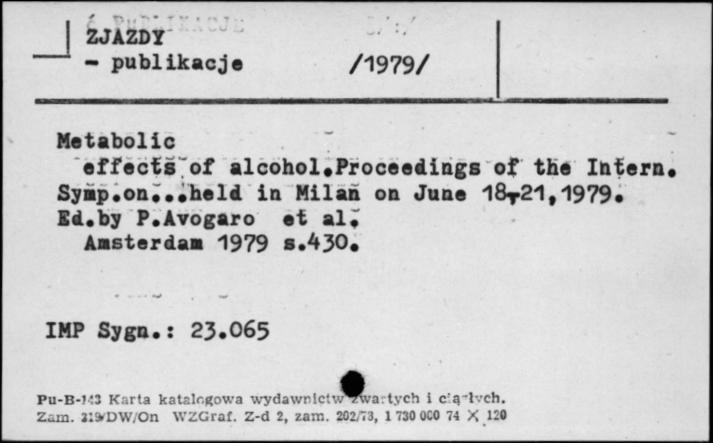 ZJAZDY
- publikacje /1979/
Metabolic
effects of alcohol.Proceedings of the Intern.
Symp.on...held in Milan on June 18-21,1979.
Ed.by P.Avogaro et al.
Amsterdam 1979 s.430.
IMP Sygn.: 23.065
Pu-B-143 Karta katalogowa wydawnictw zwartych i ciągłych.
Zam. 319/DW/On WZGraf. Z-d 2, zam. 202/73, 1 730 000 74 X 120